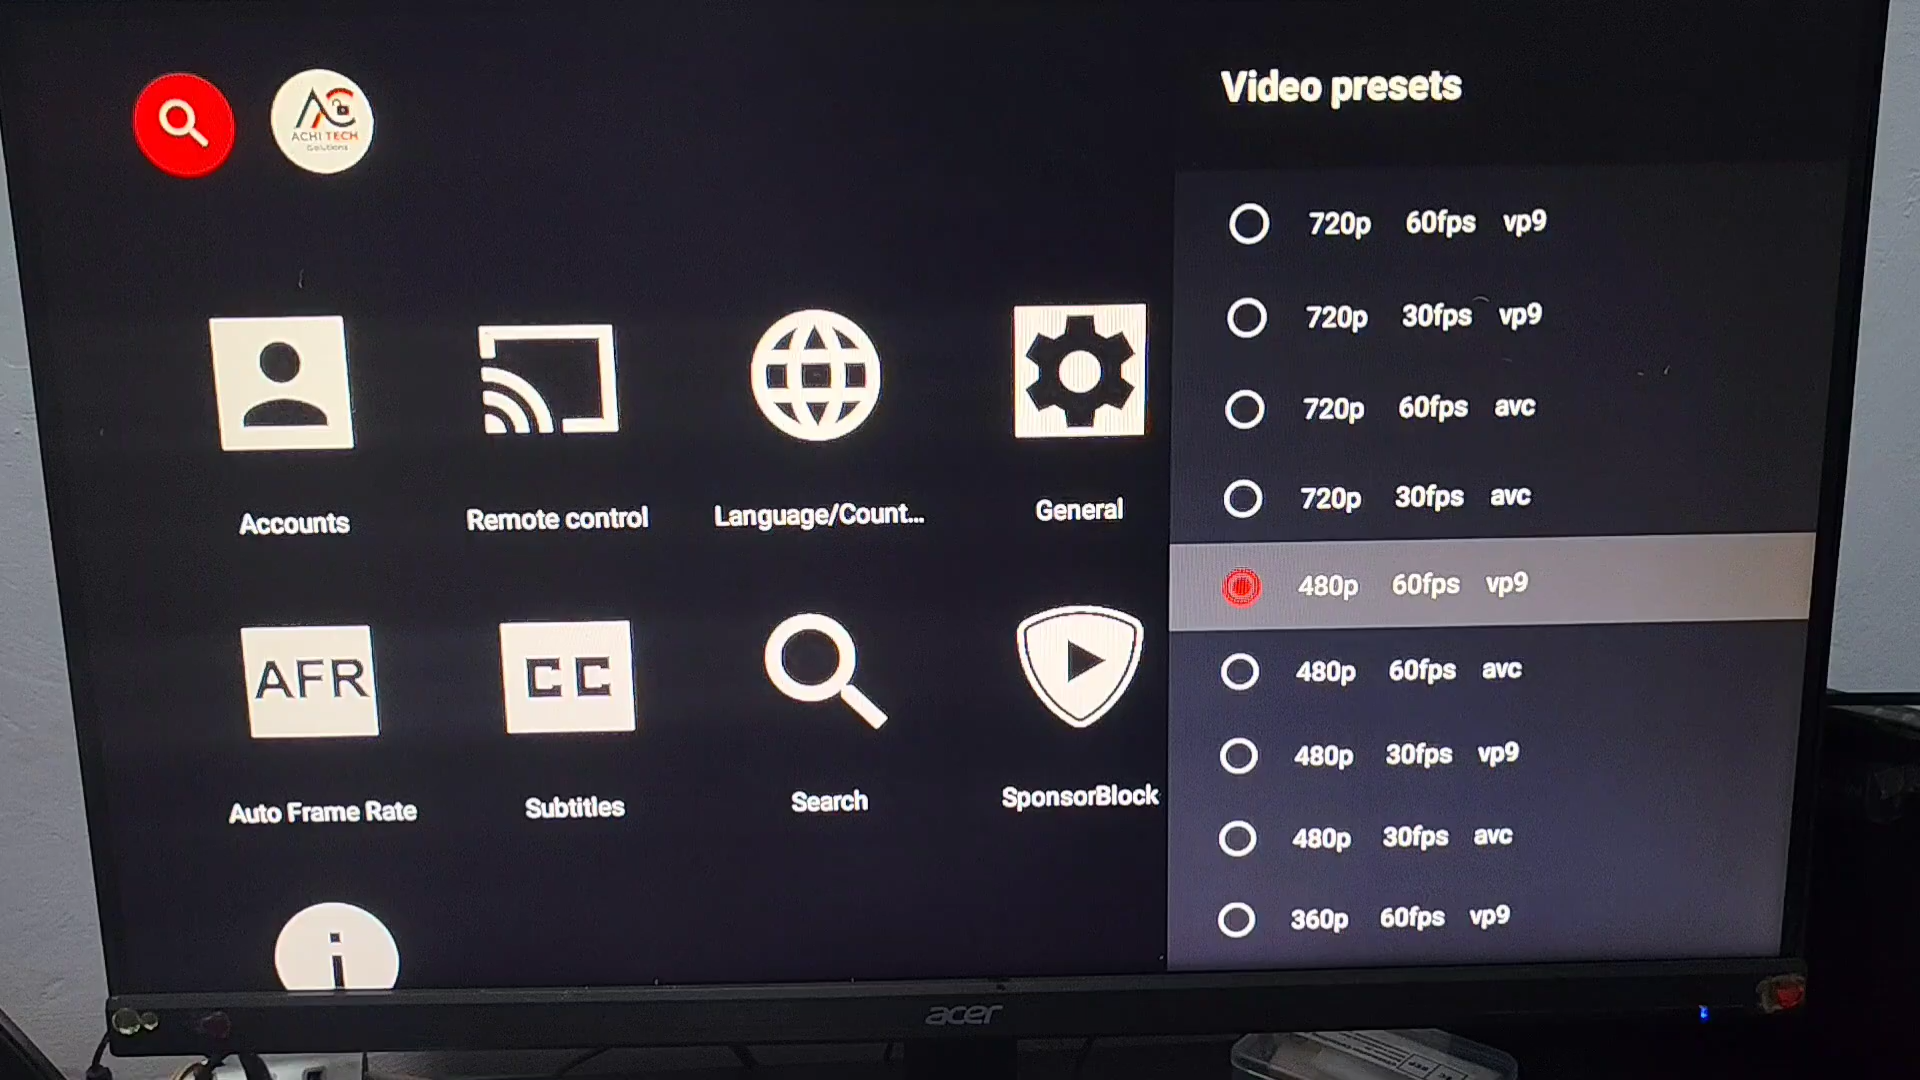 ACHI TECH
Solutions
Video presets
720p 60fps vp9
720p 30fps vp9
720p 60fps avc
720p 30fps avc
480p 60fps vp9
480p 60fps avc
480p 30fps vp9
480p 30fps avc
360p 60fps vp9
Accounts
Remote control
Language/Count...
General
AFR
CC
Auto Frame Rate
Subtitles
Search
SponsorBlock
i
acer